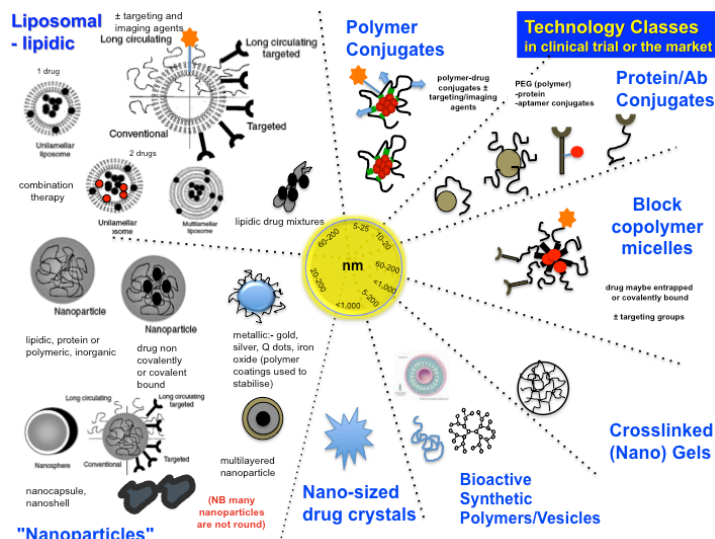 Liposomal
- lipidic
± targeting and
imaging agents
Long circulating
Long circulating
targeted
1 drug
Unilamellar
liposome
Conventional
Targeted
2 drugs
combination
therapy
Unilamellar
osome
Multilamellar
liposome
lipidic drug mixtures
Polymer
Conjugates
polymer-drug
conjugates ±
targeting/imaging
agents
Technology Classes
in clinical trial or the market
Protein/Ab
Conjugates
PEG (polymer)
-protein
-aptamer conjugates
Block
copolymer
micelles
drug maybe entrapped
or covalently bound
± targeting groups
nm
60-200
5-25
10-20
60-200
<1,000
5-200
<1,000
20-200
Nanoparticle
lipidic, protein or
polymeric, inorganic
Nanoparticle
drug non
covalently
or covalent
bound
metallic:- gold,
silver, Q dots, iron
oxide (polymer
coatings used to
stabilise)
Long circulating
Long circulating
targeted
Nanosphere
Conventional
Targeted
nanocapsule,
nanoshell
multilayered
nanoparticle
(NB many
nanoparticles
are not round)
"Nanoparticles"
Nano-sized
drug crystals
Bioactive
Synthetic
Polymers/Vesicles
Crosslinked
(Nano) Gels